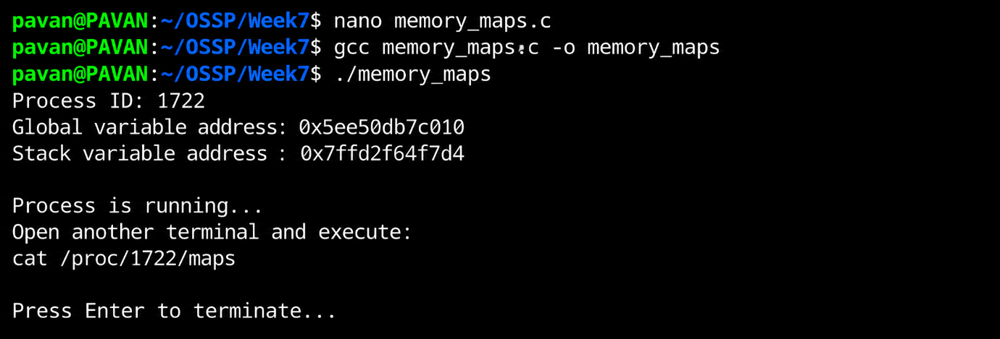 pavan@PAVAN:~/OSSP/Week7$ nano memory_maps.c
pavan@PAVAN:~/OSSP/Week7$ gcc memory_maps.c -o memory_maps
pavan@PAVAN:~/OSSP/Week7$ ./memory_maps
Process ID: 1722
Global variable address: 0x5ee50db7c010
Stack variable address : 0x7ffd2f64f7d4
Process is running...
Open another terminal and execute:
cat /proc/1722/maps
Press Enter to terminate...